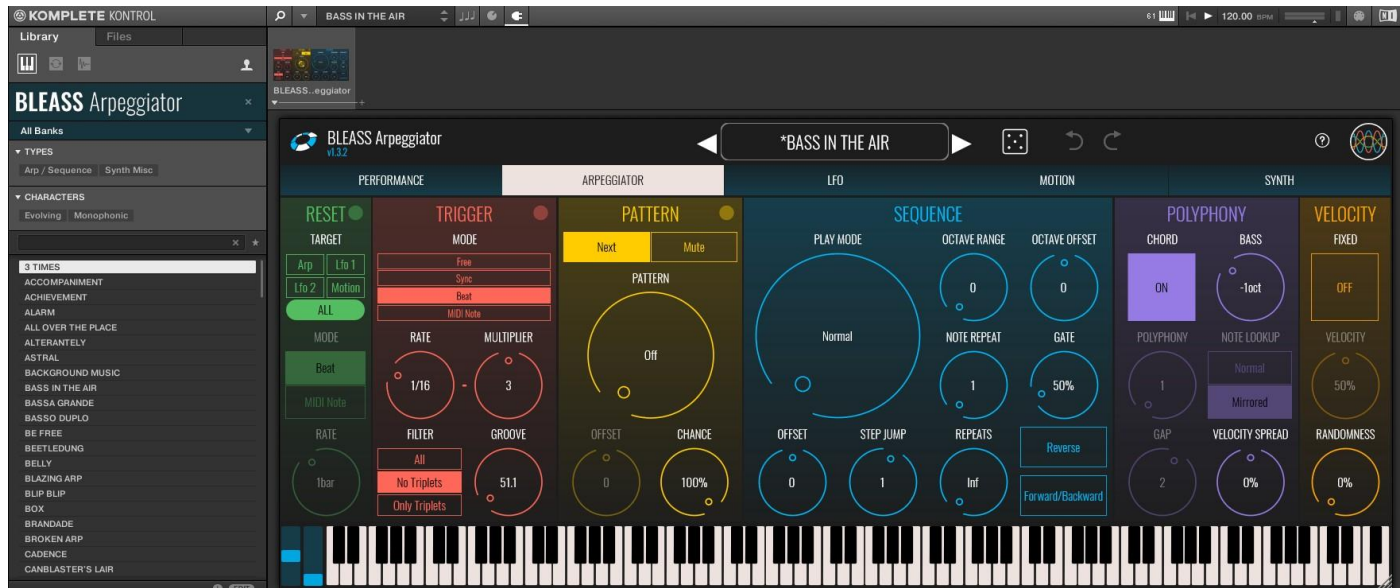 KOMPLETE KONTROL
BASS IN THE AIR
61
120.00 BPM
Library
Files
BLEASS Arpeggiator
×
All Banks
TYPES
Arp / Sequence
Synth Misc
CHARACTERS
Evolving
Monophonic
3 TIMES
ACCOMPANIMENT
ACHIEVEMENT
ALARM
ALL OVER THE PLACE
ALTERANTELY
ASTRAL
BACKGROUND MUSIC
BASS IN THE AIR
BASSA GRANDE
BASSO DUPLO
BE FREE
BEETLEDUNG
BELLY
BLAZING ARP
BLIP BLIP
BOX
BRANDADE
BROKEN ARP
CADENCE
CANBLASTER'S LAIR
EDIT
BLEASS..eggiator
BLEASS Arpeggiator
v1.3.2
*BASS IN THE AIR
PERFORMANCE
ARPEGGIATOR
LFO
MOTION
SYNTH
RESET
TARGET
Arp
Lfo 1
Lfo 2
Motion
ALL
MODE
Beat
MIDI Note
RATE
1bar
TRIGGER
MODE
Free
Sync
Beat
MIDI Note
RATE
MULTIPLIER
1/16
-
3
FILTER
GROOVE
All
No Triplets
Only Triplets
51.1
PATTERN
Next
Mute
PATTERN
Off
OFFSET
CHANCE
0
100%
SEQUENCE
PLAY MODE
OCTAVE RANGE
OCTAVE OFFSET
Normal
0
0
NOTE REPEAT
GATE
1
50%
OFFSET
STEP JUMP
REPEATS
0
1
Inf
Reverse
Forward/Backward
POLYPHONY
CHORD
BASS
ON
-1oct
POLYPHONY
NOTE LOOKUP
1
Normal
Mirrored
GAP
VELOCITY SPREAD
2
0%
VELOCITY
FIXED
OFF
VELOCITY
50%
RANDOMNESS
0%